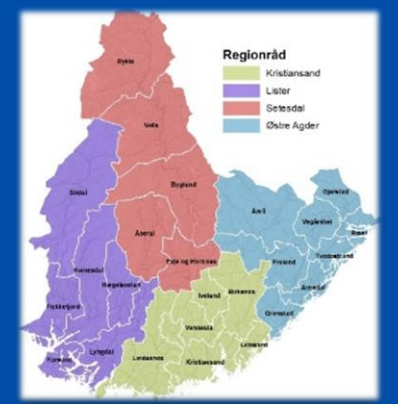 Regionråd
Kristiansand
Lister
Setesdal
Østre Agder
Bykle
Valle
Sirdal
Bygland
Åmli
Gjerstad
Vegårshei
Risør
Åseral
Froland
Tvedestrand
Evje og Hornnes
Kvinesdal
Hægebostad
Iveland
Birkenes
Arendal
Flekkefjord
Grimstad
Vennesla
Lillesand
Farsund
Lyngdal
Lindesnes
Kristiansand